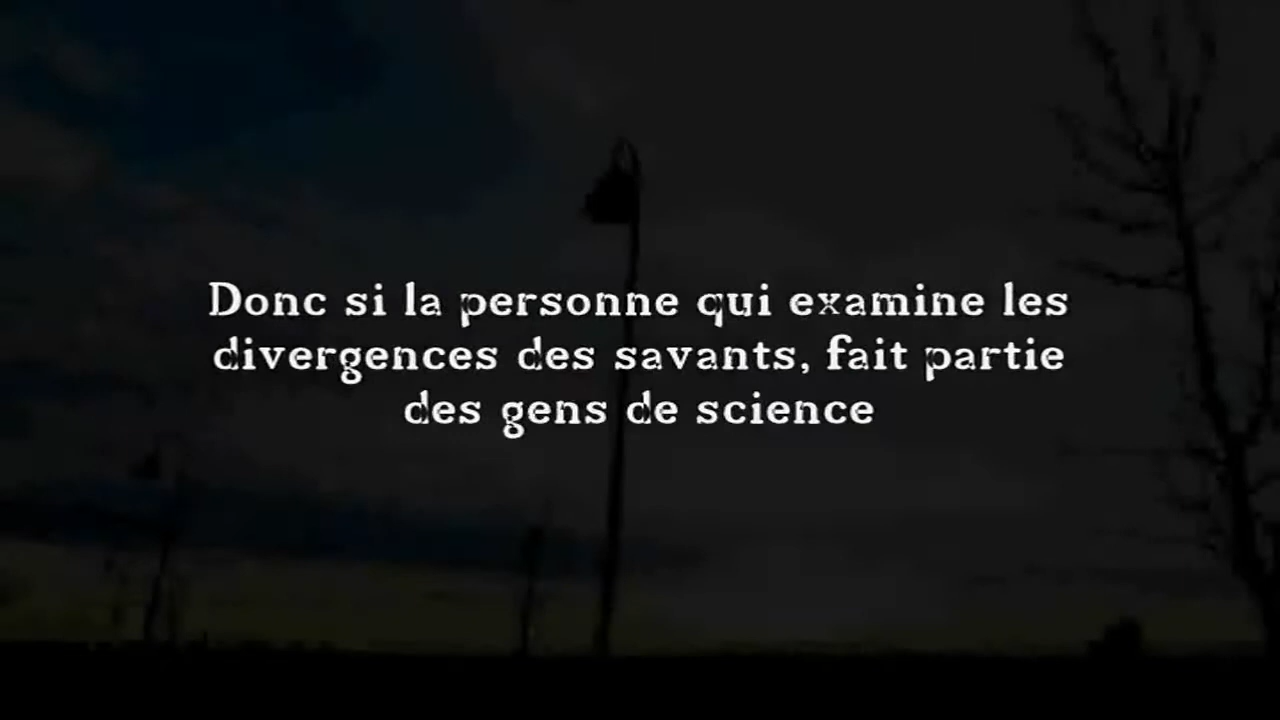 Donc si la personne qui examine les
divergences des savants, fait partie
des gens de science